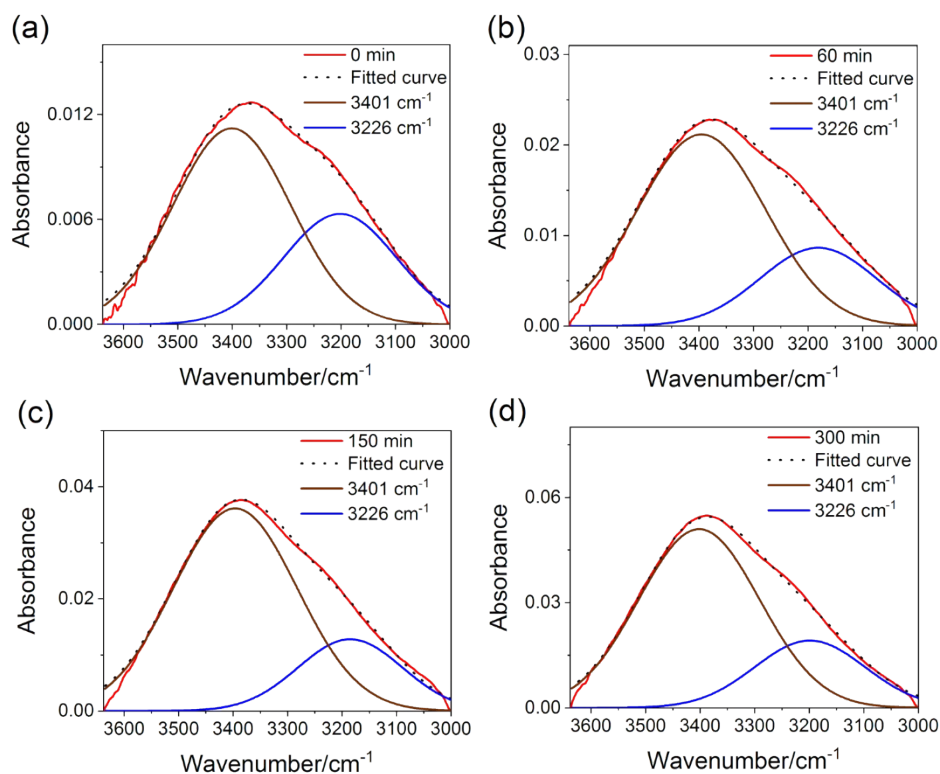 (a)
0 min
Fitted curve
3401 cm⁻¹
3226 cm⁻¹
0.012
0.006
0.000
Absorbance
3600 3500 3400 3300 3200 3100 3000
Wavenumber/cm⁻¹
(b)
60 min
Fitted curve
3401 cm⁻¹
3226 cm⁻¹
0.03
0.02
0.01
0.00
Absorbance
3600 3500 3400 3300 3200 3100 3000
Wavenumber/cm⁻¹
(c)
150 min
Fitted curve
3401 cm⁻¹
3226 cm⁻¹
0.04
0.02
0.00
Absorbance
3600 3500 3400 3300 3200 3100 3000
Wavenumber/cm⁻¹
(d)
300 min
Fitted curve
3401 cm⁻¹
3226 cm⁻¹
0.06
0.03
0.00
Absorbance
3600 3500 3400 3300 3200 3100 3000
Wavenumber/cm⁻¹